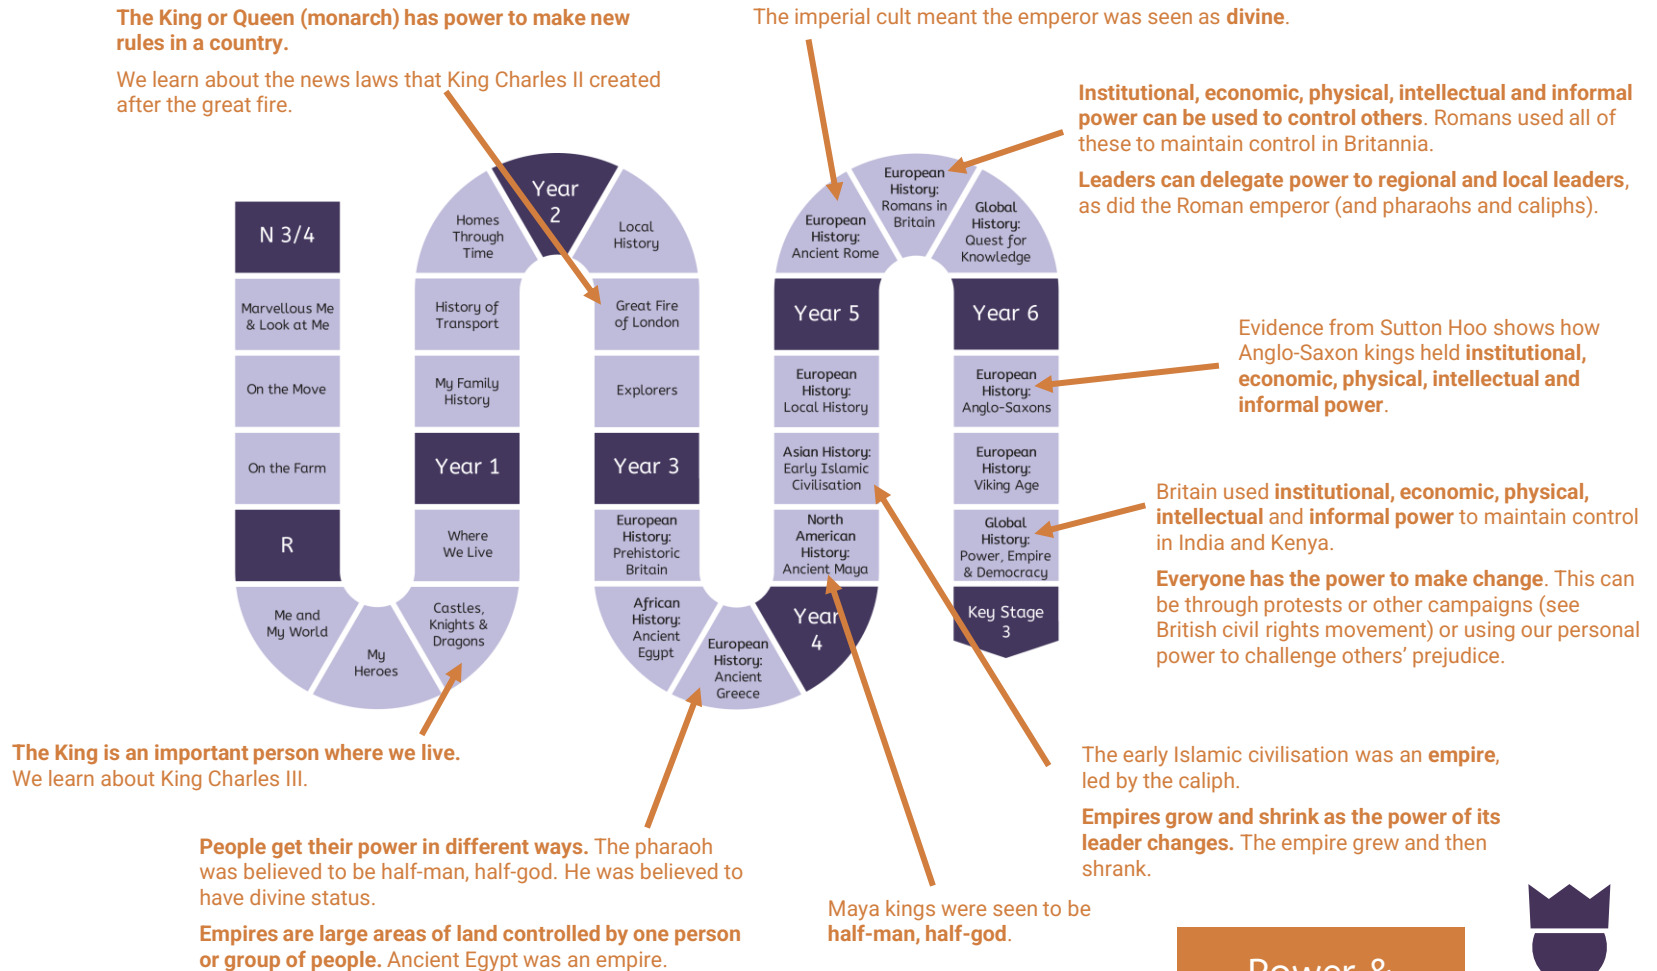 The King or Queen (monarch) has power to make new
rules in a country.
We learn about the news laws that King Charles II created
after the great fire.
The imperial cult meant the emperor was seen as divine.
Institutional, economic, physical, intellectual and informal
power can be used to control others. Romans used all of
these to maintain control in Britannia.
Leaders can delegate power to regional and local leaders,
as did the Roman emperor (and pharaohs and caliphs).
N 3/4
Marvellous Me
& Look at Me
On the Move
On the Farm
R
Me and
My World
My
Heroes
Castles,
Knights &
Dragons
Where
We Live
Year 1
My Family
History
History of
Transport
Homes
Through
Time
Year
2
Local
History
Great Fire
of London
Explorers
Year 3
European
History:
Prehistoric
Britain
African
History:
Ancient
Egypt
European
History:
Ancient
Greece
Year
4
North
American
History:
Ancient Maya
Asian History:
Early Islamic
Civilisation
European
History:
Local History
Year 5
European
History:
Ancient Rome
European
History:
Romans in
Britain
Global
History:
Quest for
Knowledge
Year 6
European
History:
Anglo-Saxons
European
History:
Viking Age
Global
History:
Power, Empire
& Democracy
Key Stage
3
Evidence from Sutton Hoo shows how
Anglo-Saxon kings held institutional,
economic, physical, intellectual and
informal power.
Britain used institutional, economic, physical,
intellectual and informal power to maintain control
in India and Kenya.
Everyone has the power to make change. This can
be through protests or other campaigns (see
British civil rights movement) or using our personal
power to challenge others' prejudice.
The King is an important person where we live.
We learn about King Charles III.
People get their power in different ways. The pharaoh
was believed to be half-man, half-god. He was believed to
have divine status.
Empires are large areas of land controlled by one person
or group of people. Ancient Egypt was an empire.
Maya kings were seen to be
half-man, half-god.
The early Islamic civilisation was an empire,
led by the caliph.
Empires grow and shrink as the power of its
leader changes. The empire grew and then
shrank.
Power &